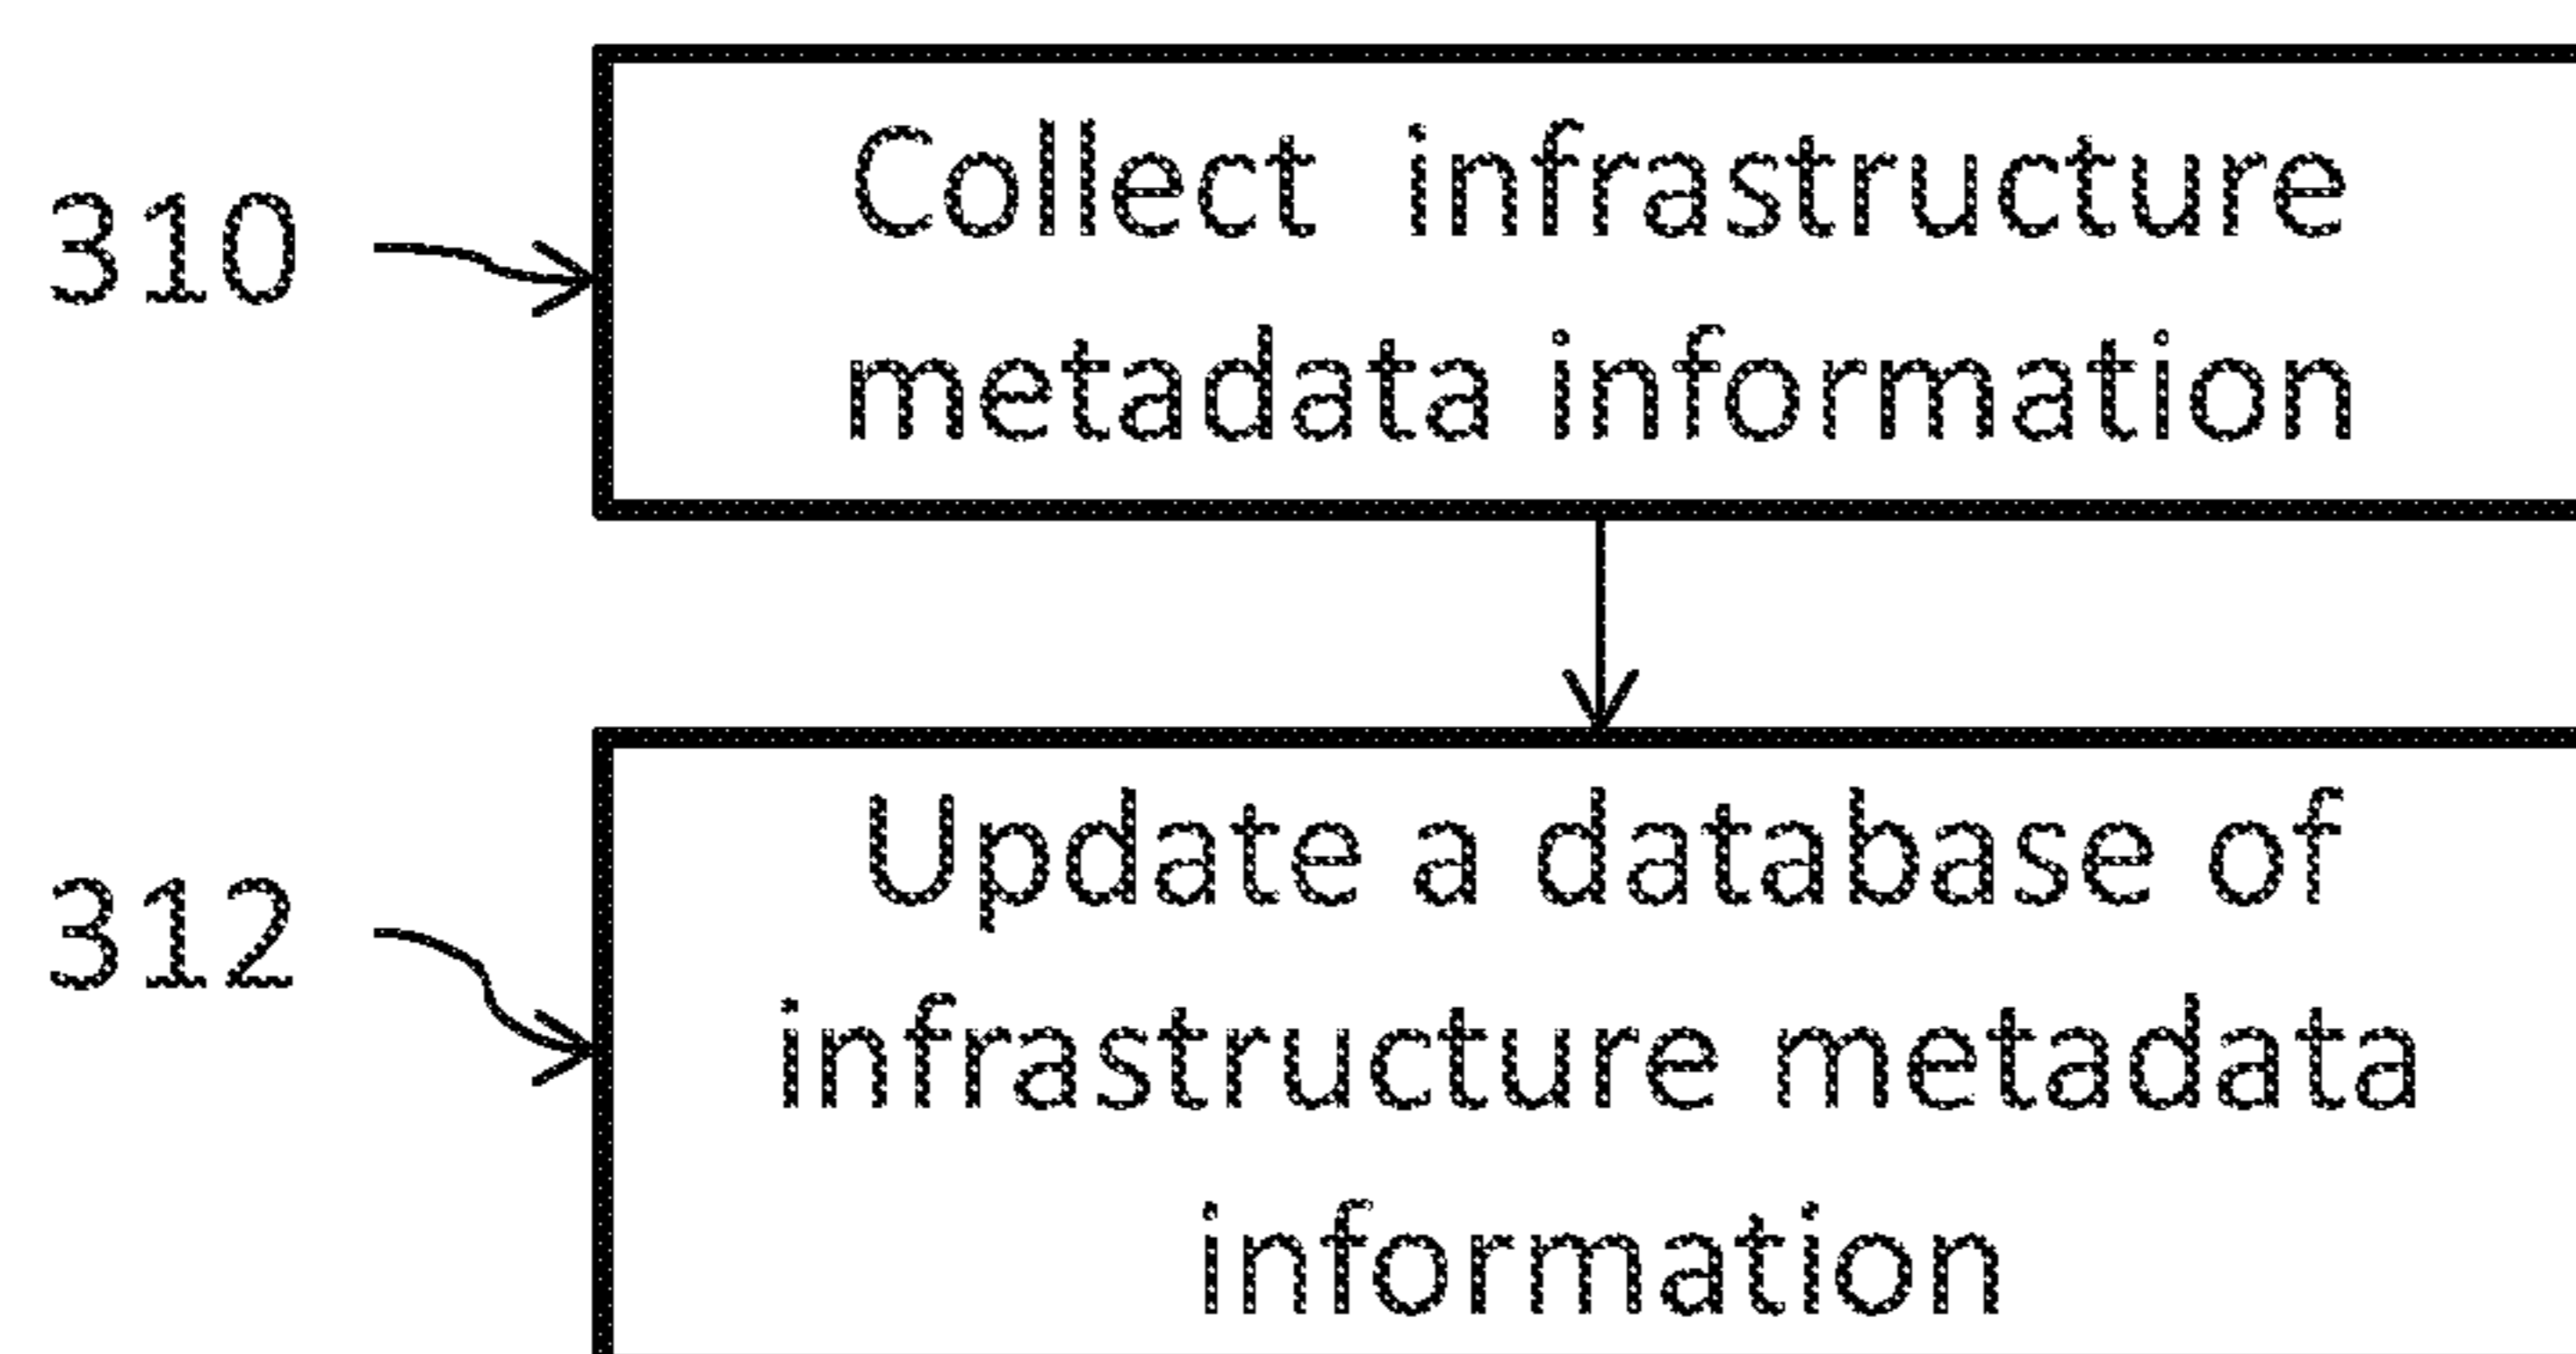 310
Collect infrastructure
metadata information
312
Update a database of
infrastructure metadata
information